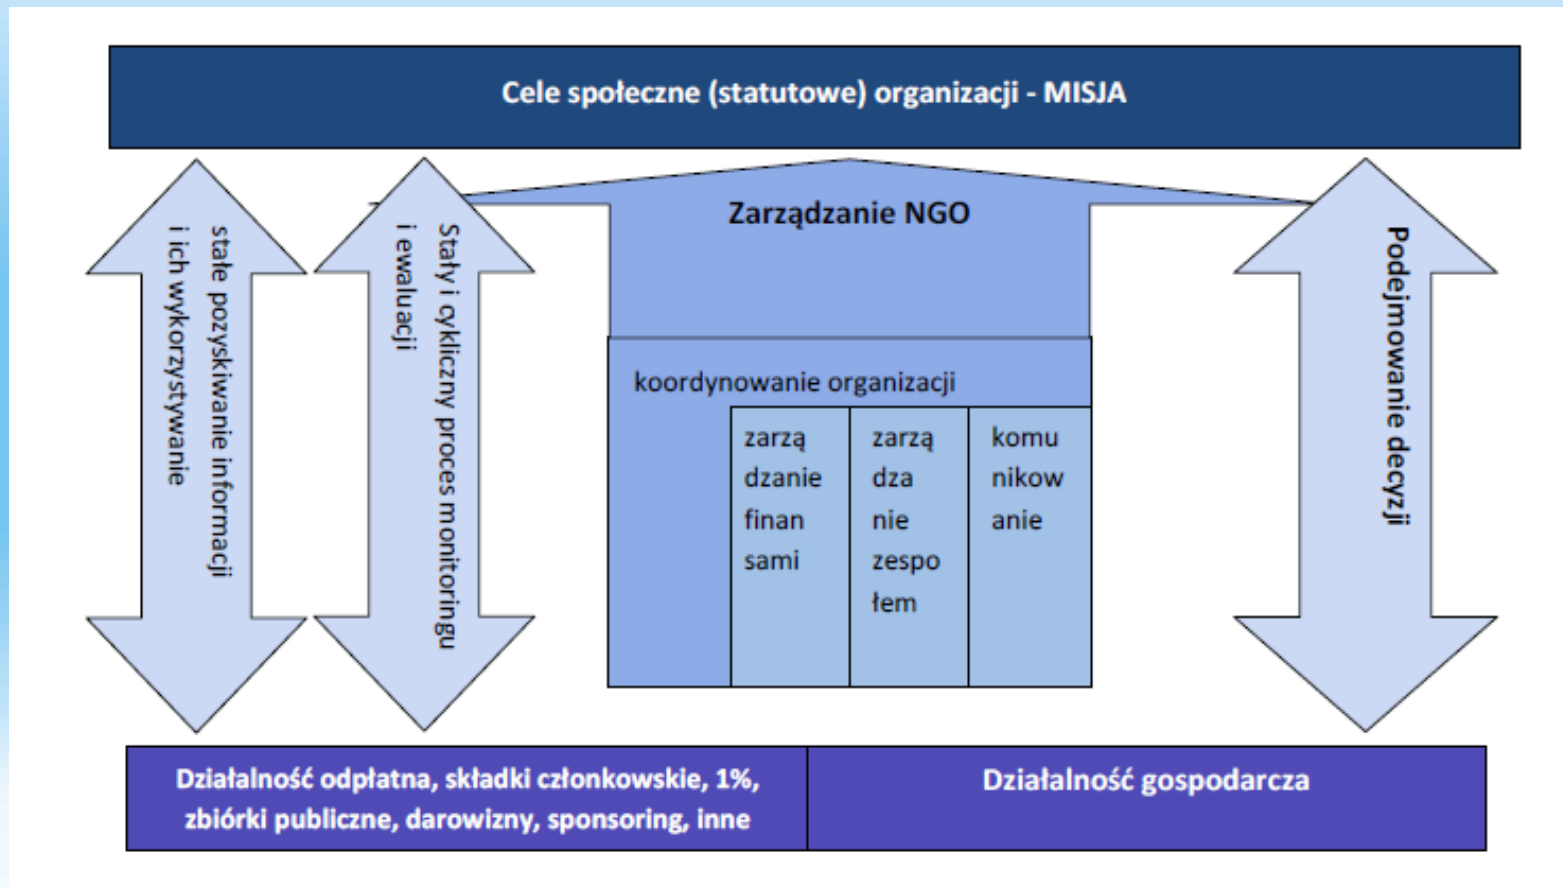 Cele społeczne (statutowe) organizacji - MISJA
stałe pozyskiwanie informacji
i ich wykorzystywanie
Stały i cykliczny proces monitoringu
i ewaluacji
Zarządzanie NGO
koordynowanie organizacji
zarzą
dzanie
finan
sami
zarzą
dza
nie
zespo
łem
komu
nikow
anie
Podejmowanie decyzji
Działalność odpłatna, składki członkowskie, 1%,
zbiórki publiczne, darowizny, sponsoring, inne
Działalność gospodarcza